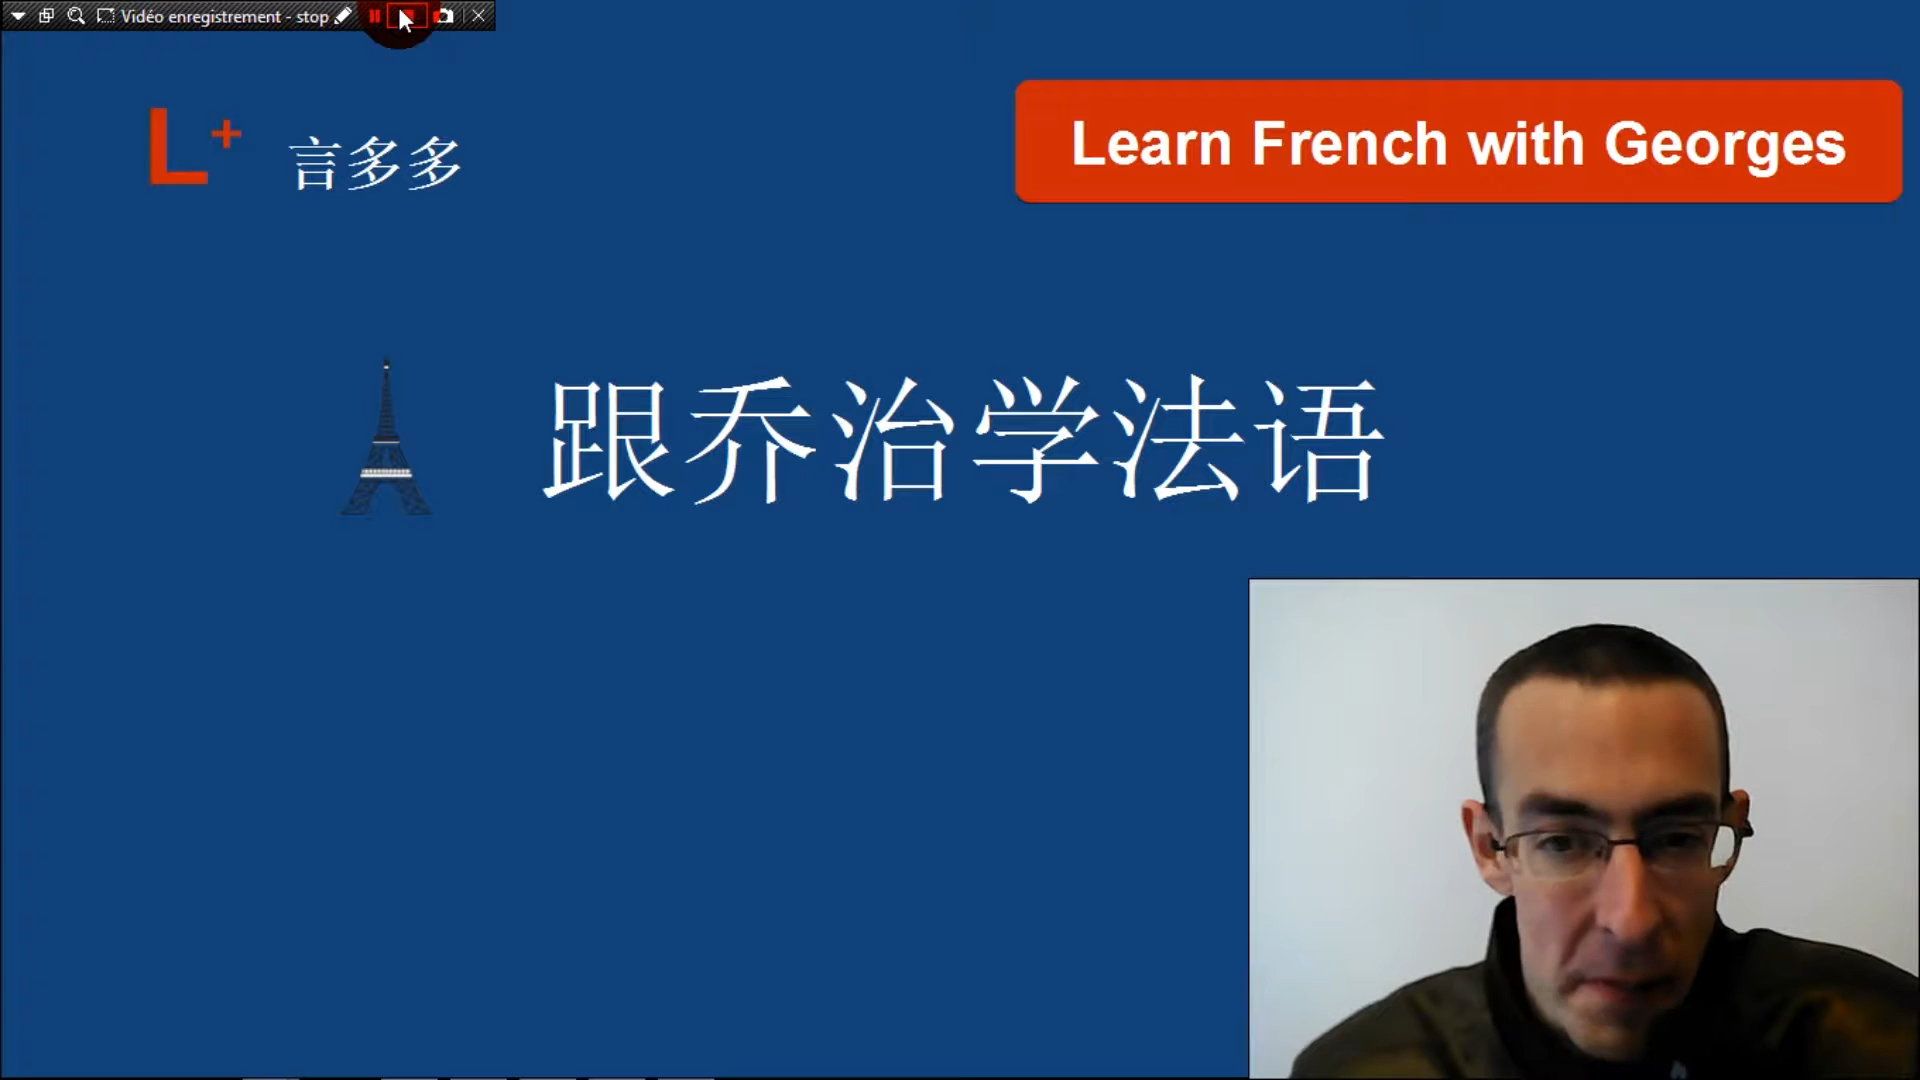 Vidéo enregistrement - stop
L+ 言多多
Learn French with Georges
跟乔治学法语